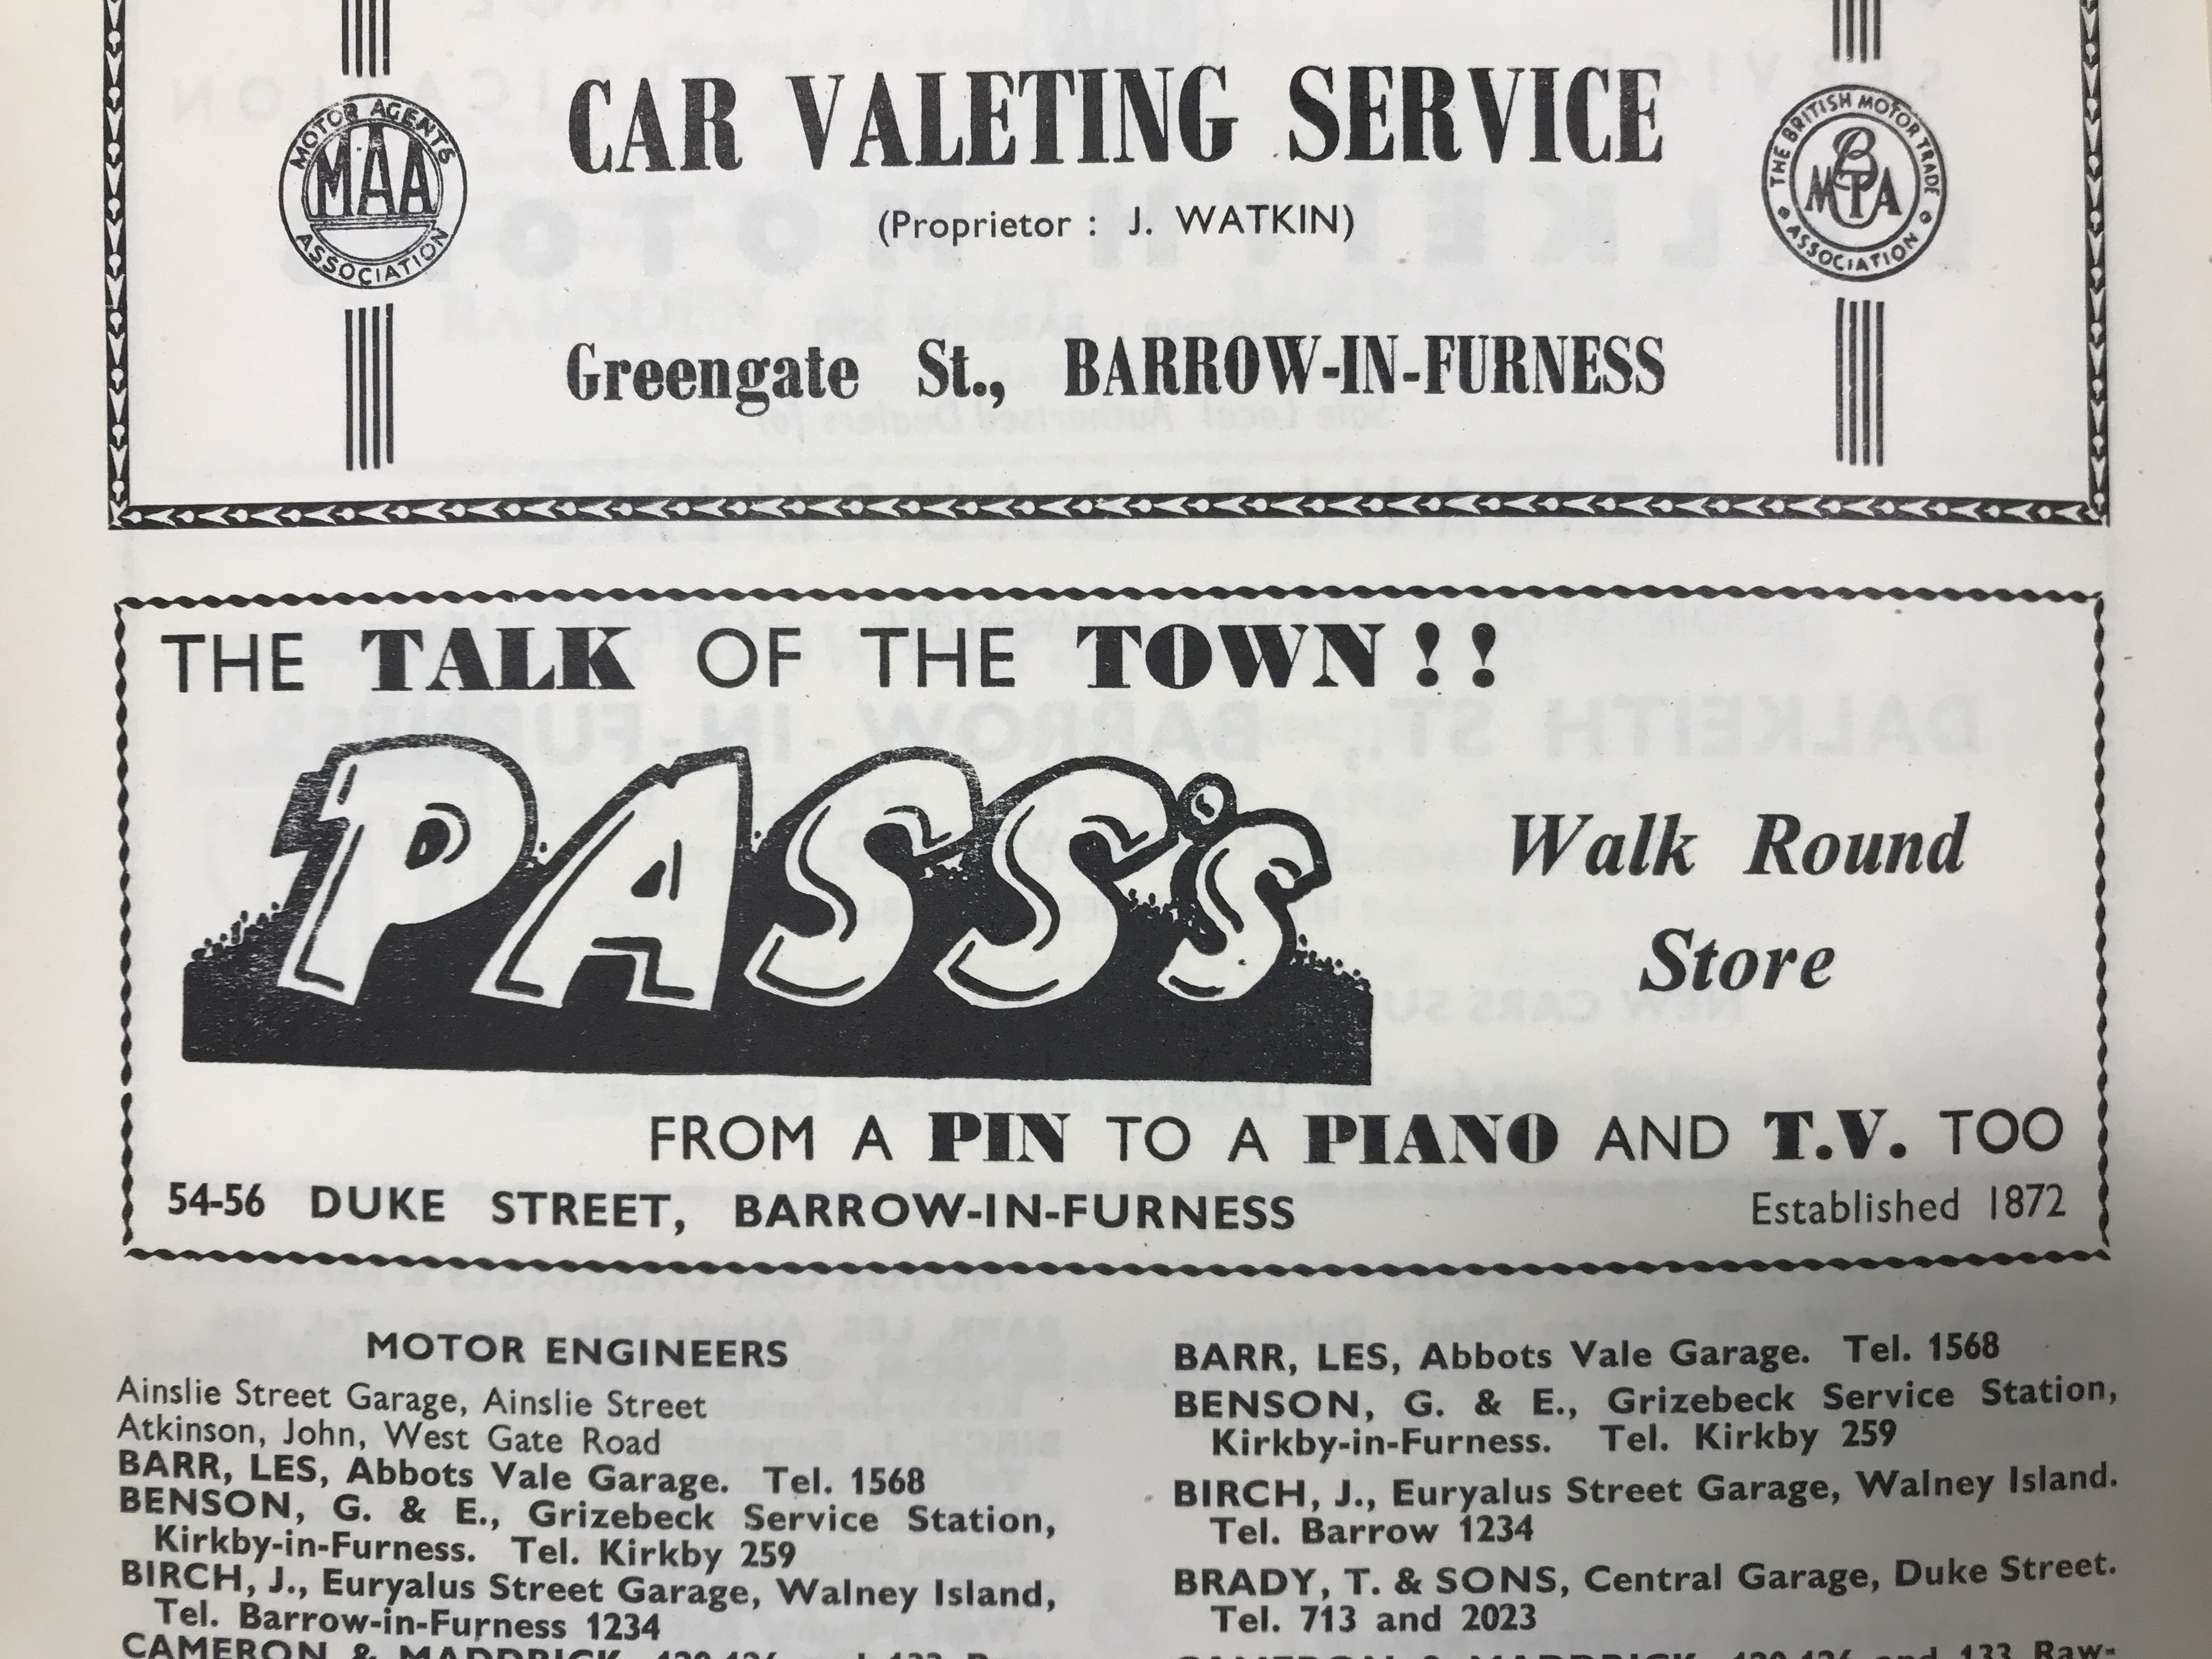 CAR VALETING SERVICE
MOTOR AGENTS
MAA
ASSOCIATION
THE BRITISH MOTOR TRADE
BMTA
ASSOCIATION
(Proprietor : J. WATKIN)
Greengate St., BARROW-IN-FURNESS
THE TALK OF THE TOWN!!
PASS's
Walk Round
Store
FROM A PIN TO A PIANO AND T.V. TOO
54-56 DUKE STREET, BARROW-IN-FURNESS
Established 1872
MOTOR ENGINEERS
Ainslie Street Garage, Ainslie Street
Atkinson, John, West Gate Road
BARR, LES, Abbots Vale Garage. Tel. 1568
BENSON, G. & E., Grizebeck Service Station,
Kirkby-in-Furness. Tel. Kirkby 259
BIRCH, J., Euryalus Street Garage, Walney Island,
Tel. Barrow-in-Furness 1234
CAMERON & MADDRICK, 120-126 and 133
BARR, LES, Abbots Vale Garage. Tel. 1568
BENSON, G. & E., Grizebeck Service Station,
Kirkby-in-Furness. Tel. Kirkby 259
BIRCH, J., Euryalus Street Garage, Walney Island.
Tel. Barrow 1234
BRADY, T. & SONS, Central Garage, Duke Street.
Tel. 713 and 2023
CAMERON & MADDRICK, 120-126 and 133 Raw-